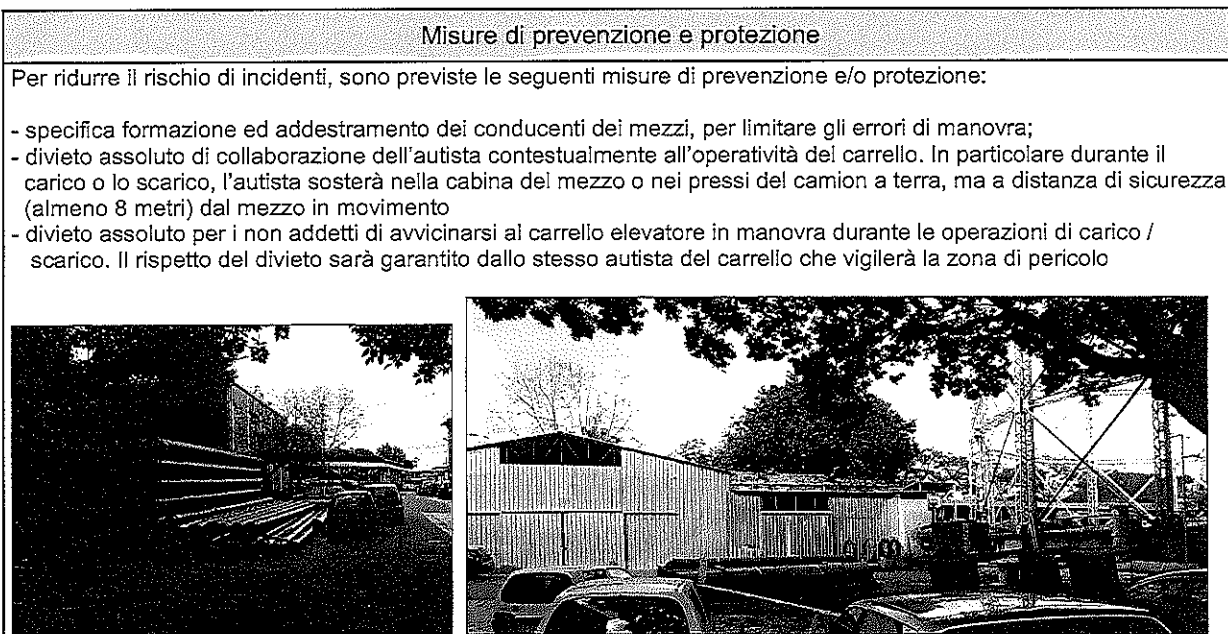 Misure di prevenzione e protezione
Per ridurre il rischio di incidenti, sono previste le seguenti misure di prevenzione e/o protezione:
- specifica formazione ed addestramento dei conducenti dei mezzi, per limitare gli errori di manovra;
- divieto assoluto di collaborazione dell'autista contestualmente all'operatività del carrello. In particolare durante il
carico o lo scarico, l'autista sosterà nella cabina del mezzo o nei pressi del camion a terra, ma a distanza di sicurezza
(almeno 8 metri) dal mezzo in movimento
- divieto assoluto per i non addetti di avvicinarsi al carrello elevatore in manovra durante le operazioni di carico /
scarico. Il rispetto del divieto sarà garantito dallo stesso autista del carrello che vigilerà la zona di pericolo